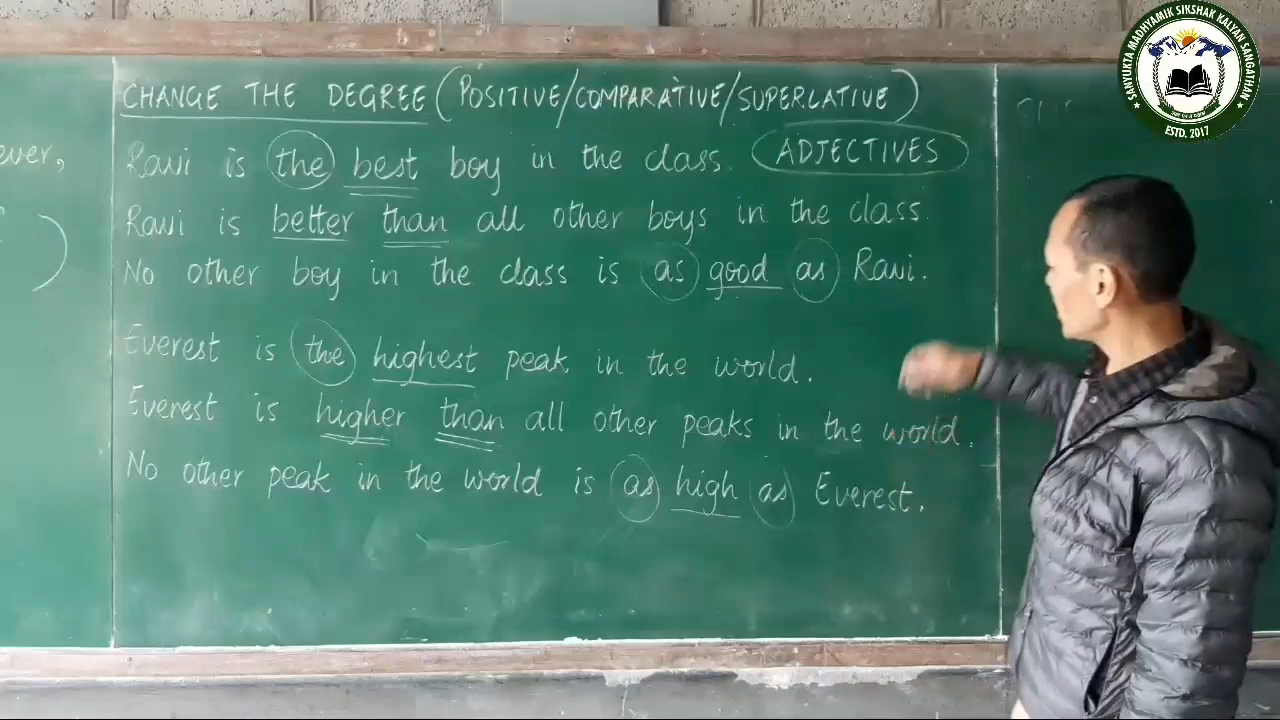 CHANGE THE DEGREE (POSITIVE/COMPARATIVE/SUPERLATIVE)
Ravi is the best boy in the class. ADJECTIVES
Ravi is better than all other boys in the class.
No other boy in the class is as good as Ravi.
Everest is the highest peak in the world.
Everest is higher than all other peaks in the world.
No other peak in the world is as high as Everest.
ever,
)
SANYUKTA MADHYAMIK SIKSHAK KALYAN SANGATHAN
ESTD. 2017